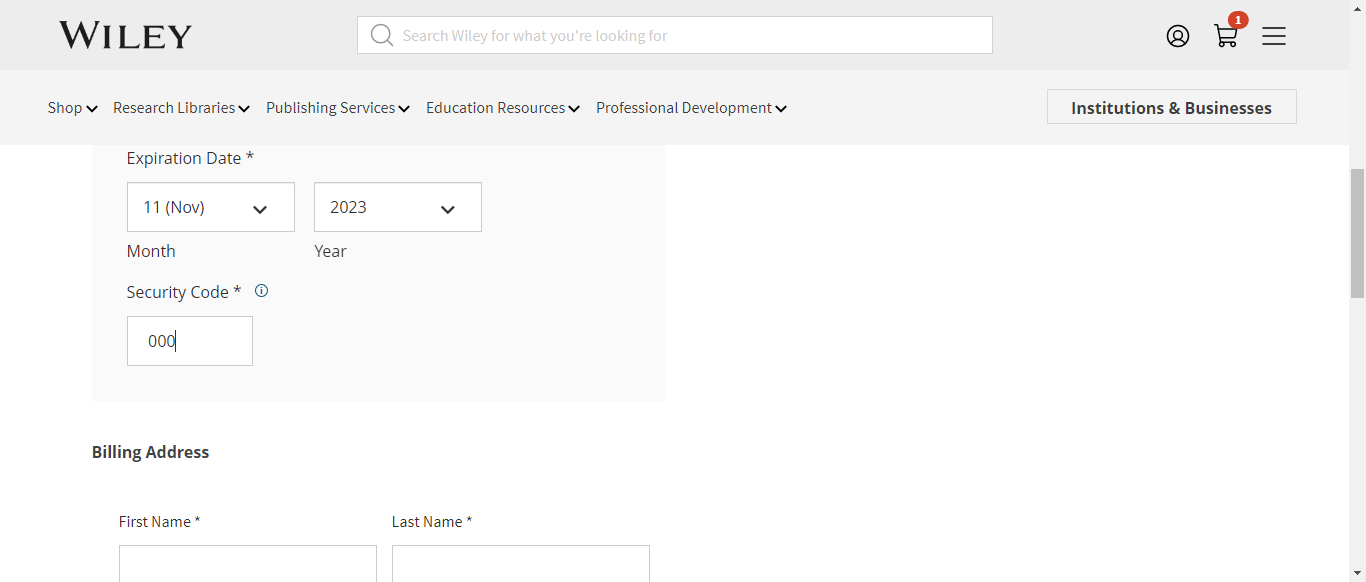 WILEY
Search Wiley for what you're looking for
1
Shop
Research Libraries
Publishing Services
Education Resources
Professional Development
Institutions & Businesses
Expiration Date *
11 (Nov)
2023
Month
Year
Security Code *
000
Billing Address
First Name *
Last Name *